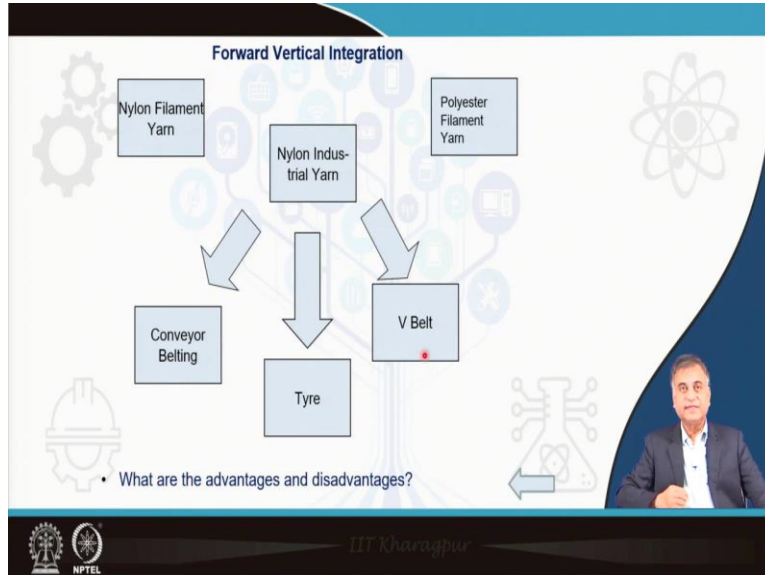 Forward Vertical Integration
Nylon Filament
Yarn
Nylon Indus-
trial Yarn
Polyester
Filament
Yarn
Conveyor
Belting
Tyre
V Belt
• What are the advantages and disadvantages?
IIT Kharagpur
NPTEL